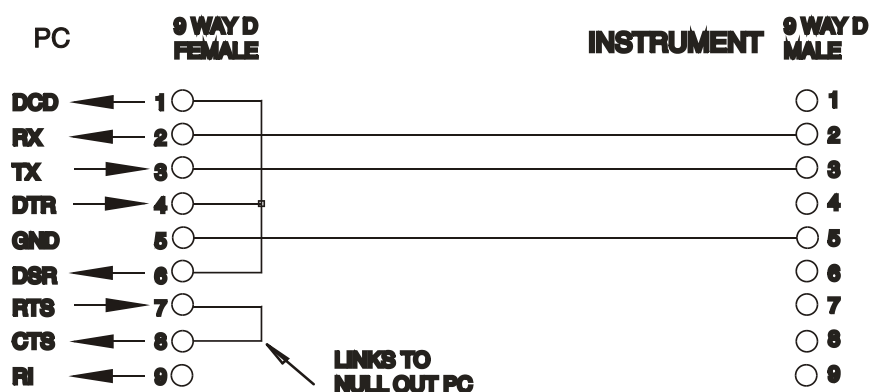 PC
9 WAY D
FEMALE
INSTRUMENT
9 WAY D
MALE
DCD 1 1
RX 2 2
TX 3 3
DTR 4 4
GND 5 5
DSR 6 6
RTS 7 7
CTS 8 8
RI 9 9
LINKS TO
NULL OUT PC